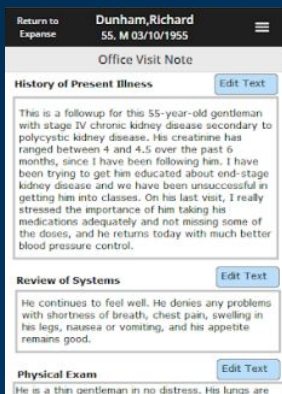 Return to Dunham,Richard
Expanse 55, M 03/10/1955
Office Visit Note
History of Present Illness Edit Text
This is a followup for this 55-year-old gentleman
with stage IV chronic kidney disease secondary to
polycystic kidney disease. His creatinine has
ranged between 4 and 4.5 over the past 6
months, since I have been following him. I have
been trying to get him educated about end-stage
kidney disease and we have been unsuccessful in
getting him into classes. On his last visit, I really
stressed the importance of him taking his
medications adequately and not missing some of
the doses, and he returns today with much better
blood pressure control.
Review of Systems Edit Text
He continues to feel well. He denies any problems
with shortness of breath, chest pain, swelling in
his legs, nausea or vomiting, and his appetite
remains good.
Physical Exam Edit Text
He is a thin gentleman in no distress. His lungs are